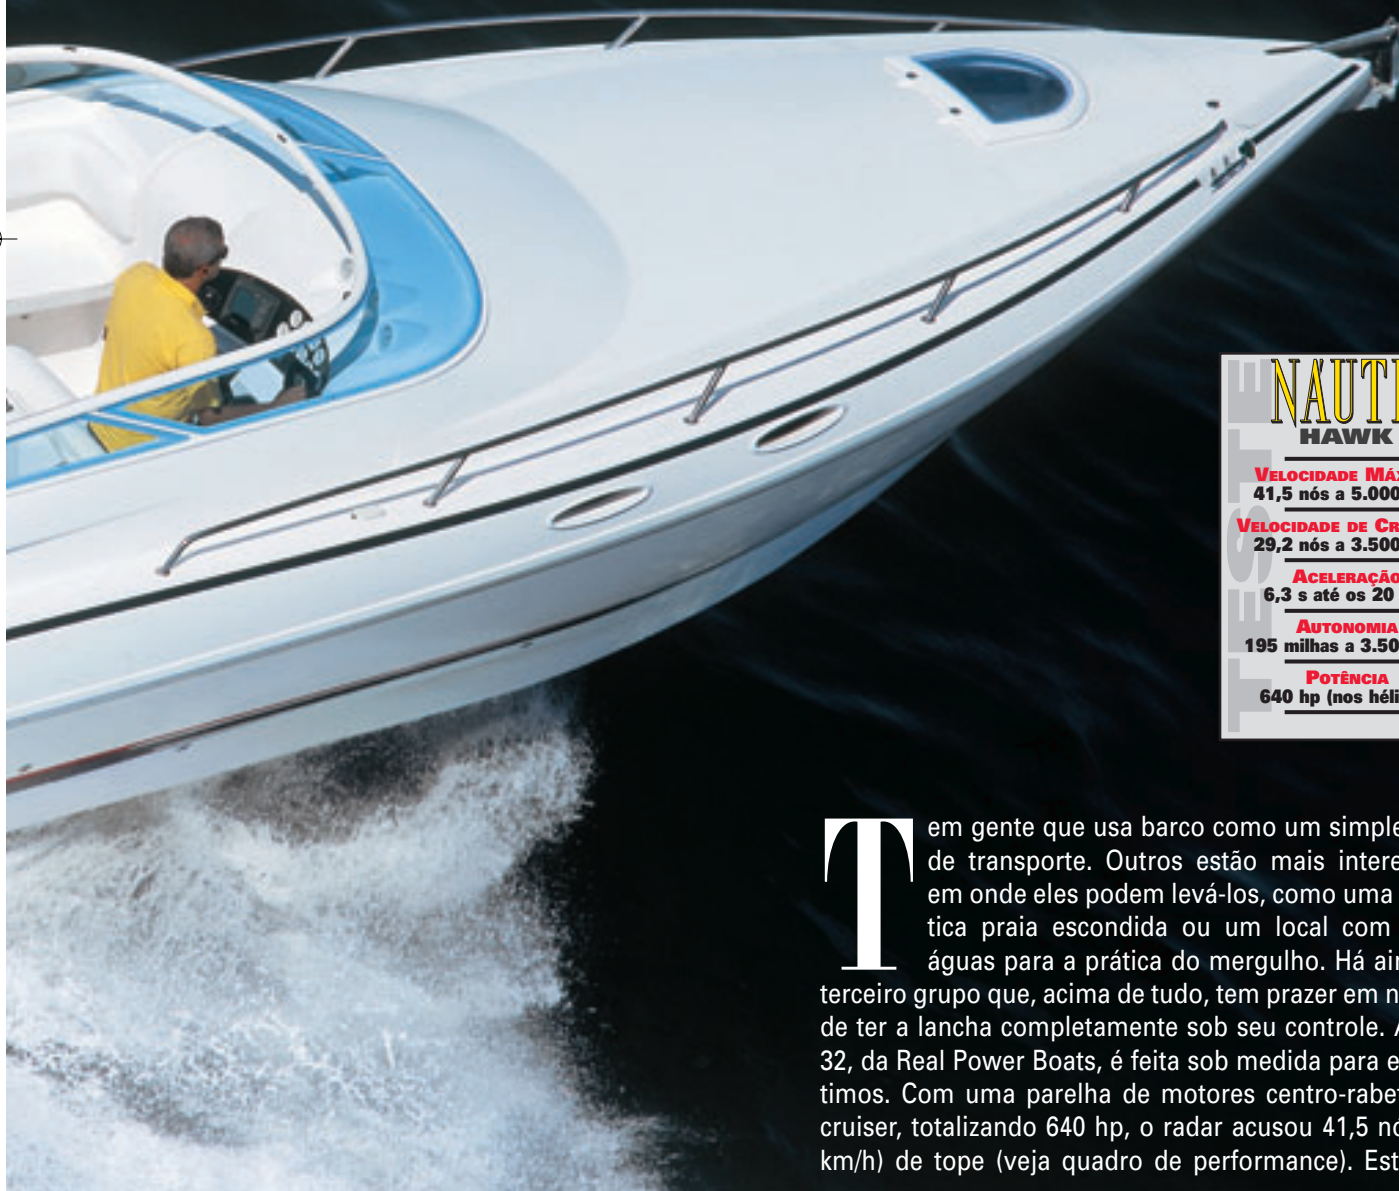 TESTE
NÁUTI
HAWK
VELOCIDADE MÁX
41,5 nós a 5.000
VELOCIDADE DE CR
29,2 nós a 3.500
ACELERAÇÃO
6,3 s até os 20
AUTONOMIA
195 milhas a 3.50
POTÊNCIA
640 hp (nos héli
Tem gente que usa barco como um simple
de transporte. Outros estão mais intere
em onde eles podem levá-los, como uma
tica praia escondida ou um local com
águas para a prática do mergulho. Há ain
terceiro grupo que, acima de tudo, tem prazer em n
de ter a lancha completamente sob seu controle. A
32, da Real Power Boats, é feita sob medida para e
timos. Com uma parelha de motores centro-rabet
cruiser, totalizando 640 hp, o radar acusou 41,5 nó
km/h) de tope (veja quadro de performance). Est